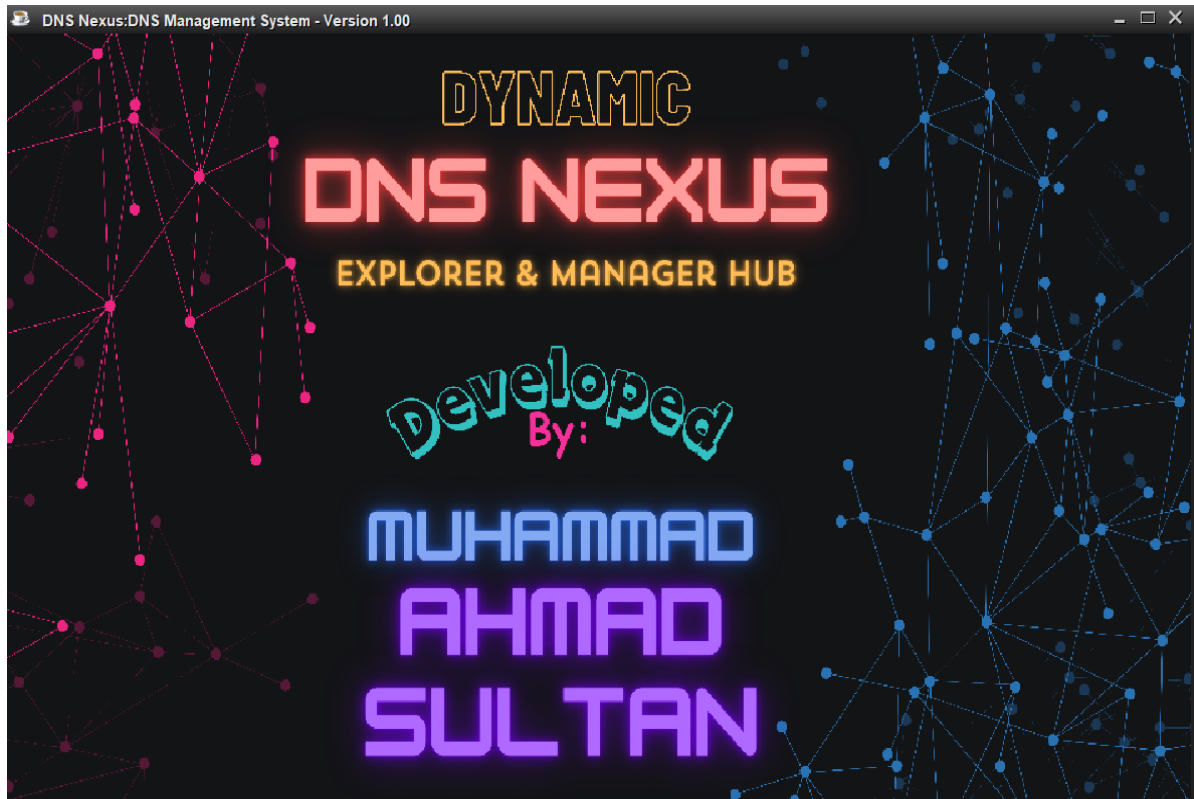 DNS Nexus:DNS Management System - Version 1.00
DYNAMIC
DNS NEXUS
EXPLORER & MANAGER HUB
Developed
By:
MUHAMMAD
AHMAD
SULTAN